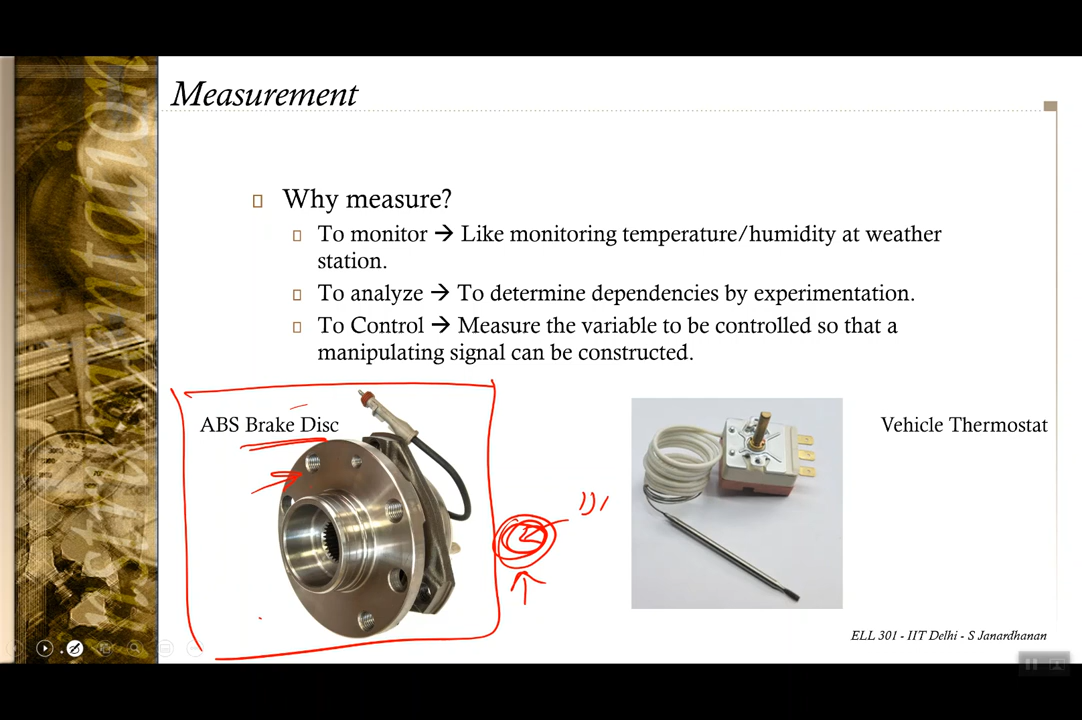 Measurement
Why measure?
To monitor → Like monitoring temperature/humidity at weather
station.
To analyze → To determine dependencies by experimentation.
To Control → Measure the variable to be controlled so that a
manipulating signal can be constructed.
ABS Brake Disc
Vehicle Thermostat
ELL 301 - IIT Delhi - S Janardhanan
Instrumentation